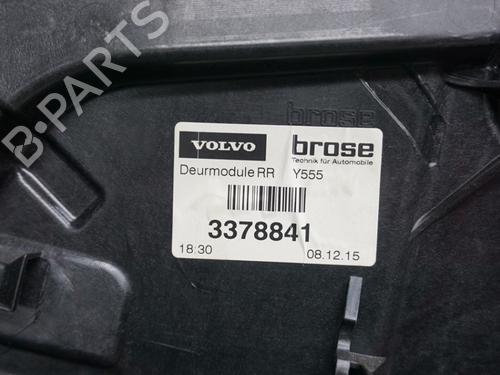 B-PARTS
brose
VOLVO
brose
Technik für Automobile
Deurmodule RR Y555
3378841
18:30 08.12.15